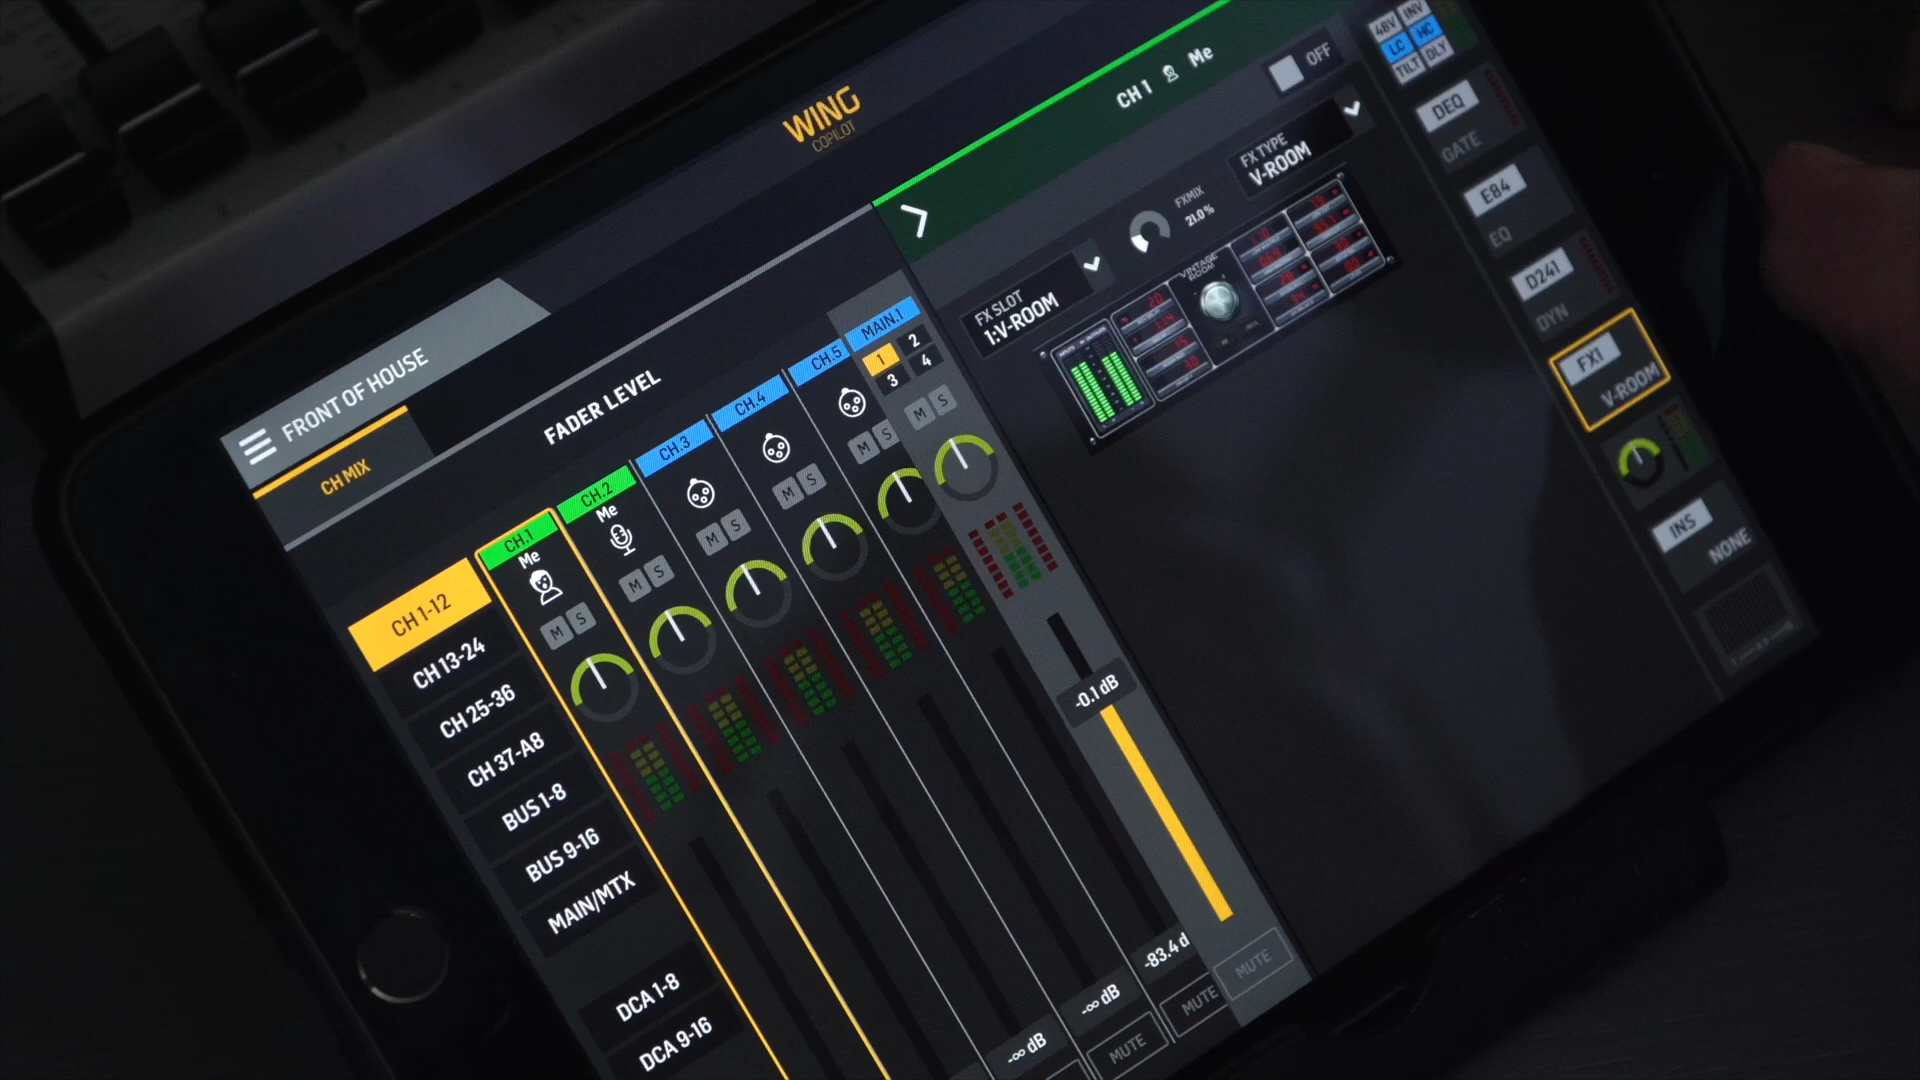 WING
COPILOT
FRONT OF HOUSE
CH MIX
FADER LEVEL
CH 1-12
CH 13-24
CH 25-36
CH 37-A8
BUS 1-8
BUS 9-16
MAIN/MTX
DCA 1-8
DCA 9-16
CH.1
Me
M S
CH.2
Me
M S
CH.3
M S
-∞ dB
CH.4
M S
-∞ dB
MUTE
CH.5
M S
-83.4 d
MUTE
MAIN.1
1 2
3 4
M S
-0.1 dB
MUTE
CH 1 Me
OFF
FX SLOT
1:V-ROOM
FXMIX
21.0 %
FX TYPE
V-ROOM
VINTAGE
ROOM
48V INV
LC HC
TILT DLY
DEQ
GATE
E84
EQ
D241
DYN
FX1
V-ROOM
INS
NONE